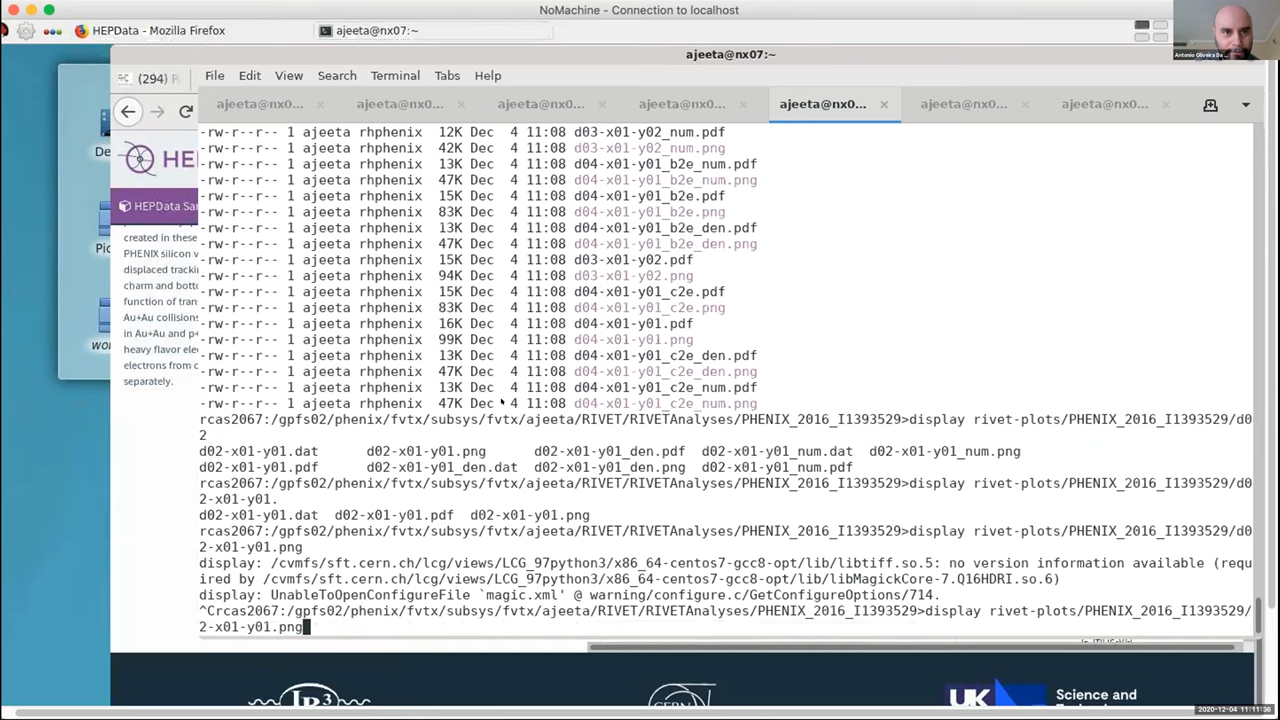 NoMachine - Connection to localhost
HEPData - Mozilla Firefox
ajeeta@nx07:~
Antonio Oliveira Da ...
ajeeta@nx07:~
(294)
File Edit View Search Terminal Tabs Help
ajeeta@nx0... × ajeeta@nx0... × ajeeta@nx0... × ajeeta@nx0... × ajeeta@nx0... × ajeeta@nx0... × ajeeta@nx0... ×
-rw-r--r-- 1 ajeeta rhphenix 12K Dec 4 11:08 d03-x01-y02_num.pdf
-rw-r--r-- 1 ajeeta rhphenix 42K Dec 4 11:08 d03-x01-y02_num.png
-rw-r--r-- 1 ajeeta rhphenix 13K Dec 4 11:08 d04-x01-y01_b2e_num.pdf
-rw-r--r-- 1 ajeeta rhphenix 47K Dec 4 11:08 d04-x01-y01_b2e_num.png
-rw-r--r-- 1 ajeeta rhphenix 15K Dec 4 11:08 d04-x01-y01_b2e.pdf
-rw-r--r-- 1 ajeeta rhphenix 83K Dec 4 11:08 d04-x01-y01_b2e.png
-rw-r--r-- 1 ajeeta rhphenix 13K Dec 4 11:08 d04-x01-y01_b2e_den.pdf
-rw-r--r-- 1 ajeeta rhphenix 47K Dec 4 11:08 d04-x01-y01_b2e_den.png
-rw-r--r-- 1 ajeeta rhphenix 15K Dec 4 11:08 d03-x01-y02.pdf
-rw-r--r-- 1 ajeeta rhphenix 94K Dec 4 11:08 d03-x01-y02.png
-rw-r--r-- 1 ajeeta rhphenix 15K Dec 4 11:08 d04-x01-y01_c2e.pdf
-rw-r--r-- 1 ajeeta rhphenix 83K Dec 4 11:08 d04-x01-y01_c2e.png
-rw-r--r-- 1 ajeeta rhphenix 16K Dec 4 11:08 d04-x01-y01.pdf
-rw-r--r-- 1 ajeeta rhphenix 99K Dec 4 11:08 d04-x01-y01.png
-rw-r--r-- 1 ajeeta rhphenix 13K Dec 4 11:08 d04-x01-y01_c2e_den.pdf
-rw-r--r-- 1 ajeeta rhphenix 47K Dec 4 11:08 d04-x01-y01_c2e_den.png
-rw-r--r-- 1 ajeeta rhphenix 13K Dec 4 11:08 d04-x01-y01_c2e_num.pdf
-rw-r--r-- 1 ajeeta rhphenix 47K Dec 4 11:08 d04-x01-y01_c2e_num.png
rcas2067:/gpfs02/phenix/fvtx/subsys/fvtx/ajeeta/RIVET/RIVETAnalyses/PHENIX_2016_I1393529>display rivet-plots/PHENIX_2016_I1393529/d0
2
d02-x01-y01.dat d02-x01-y01.png d02-x01-y01_den.pdf d02-x01-y01_num.dat d02-x01-y01_num.png
d02-x01-y01.pdf d02-x01-y01_den.dat d02-x01-y01_den.png d02-x01-y01_num.pdf
rcas2067:/gpfs02/phenix/fvtx/subsys/fvtx/ajeeta/RIVET/RIVETAnalyses/PHENIX_2016_I1393529>display rivet-plots/PHENIX_2016_I1393529/d0
2-x01-y01.
d02-x01-y01.dat d02-x01-y01.pdf d02-x01-y01.png
rcas2067:/gpfs02/phenix/fvtx/subsys/fvtx/ajeeta/RIVET/RIVETAnalyses/PHENIX_2016_I1393529>display rivet-plots/PHENIX_2016_I1393529/d0
2-x01-y01.png
display: /cvmfs/sft.cern.ch/lcg/views/LCG_97python3/x86_64-centos7-gcc8-opt/lib/libtiff.so.5: no version information available (requ
ired by /cvmfs/sft.cern.ch/lcg/views/LCG_97python3/x86_64-centos7-gcc8-opt/lib/libMagickCore-7.Q16HDRI.so.6)
display: UnableToOpenConfigureFile `magic.xml' @ warning/configure.c/GetConfigureOptions/714.
^Crcas2067:/gpfs02/phenix/fvtx/subsys/fvtx/ajeeta/RIVET/RIVETAnalyses/PHENIX_2016_I1393529>display rivet-plots/PHENIX_2016_I1393529/
2-x01-y01.png
De
Pic
wor
HEP
HEPData Sa
created in these
PHENIX silicon v
displaced tracking
charm and botto
function of trans
Au+Au collisions
in Au+Au and p+
heavy flavor elec
electrons from c
separately.
IP3
CERN
UK
Science and
2020-12-04 11:11:36